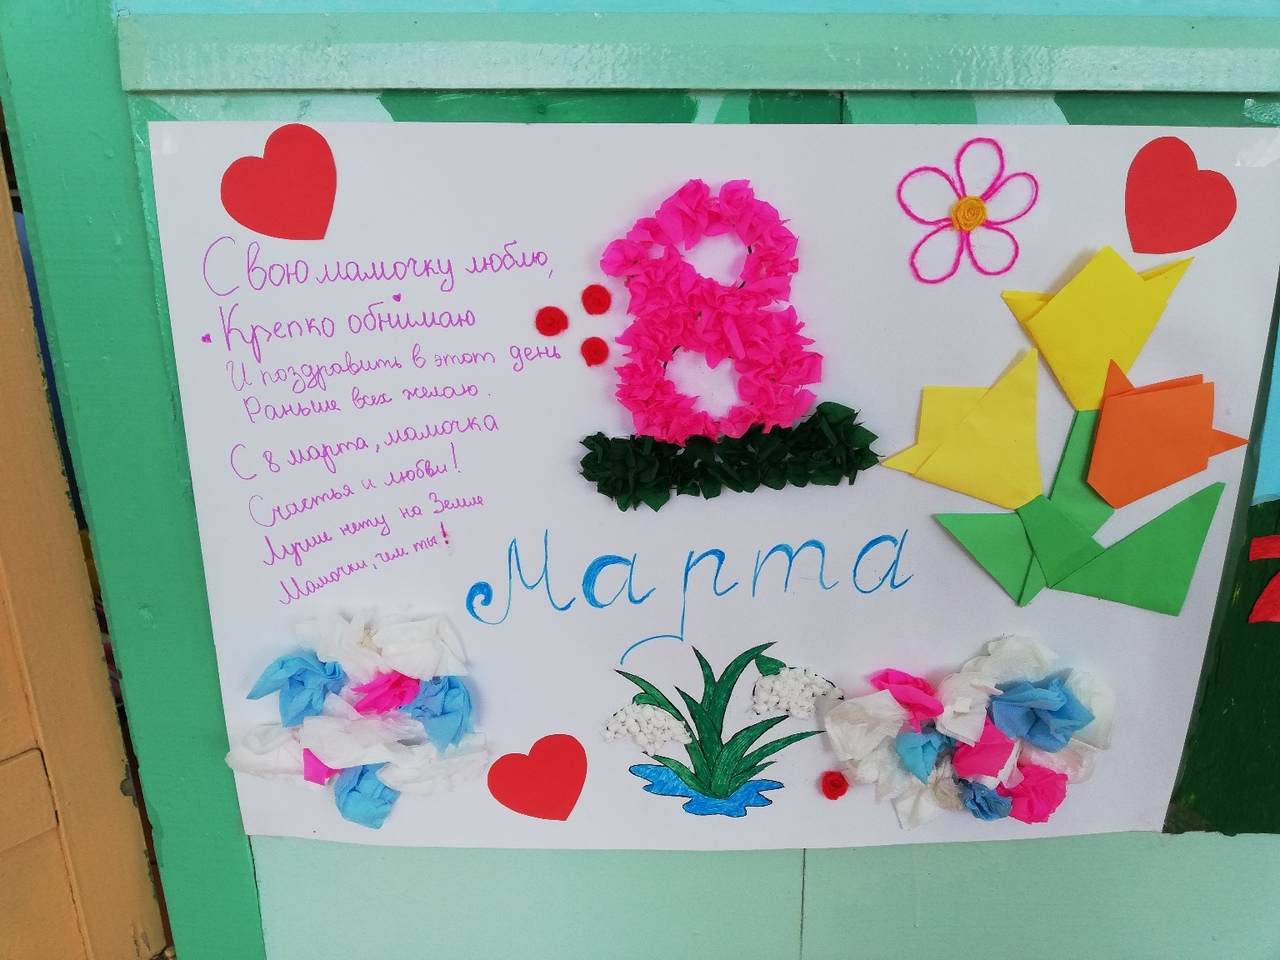 Свою мамочку люблю,
Крепко обнимаю
И поздравить в этот день
Раньше всех желаю.
С 8 марта, мамочка
Счастья и любви!
Лучше нету на Земле
Мамочки, чем ты!
8
Марта